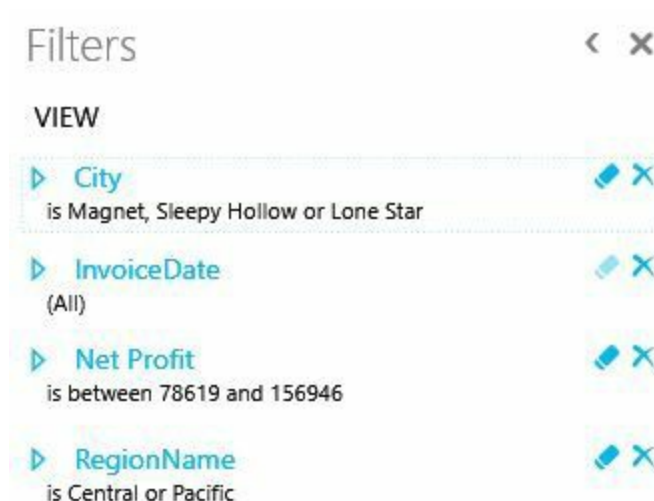 Filters
VIEW
City
is Magnet, Sleepy Hollow or Lone Star
InvoiceDate
(All)
Net Profit
is between 78619 and 156946
RegionName
is Central or Pacific